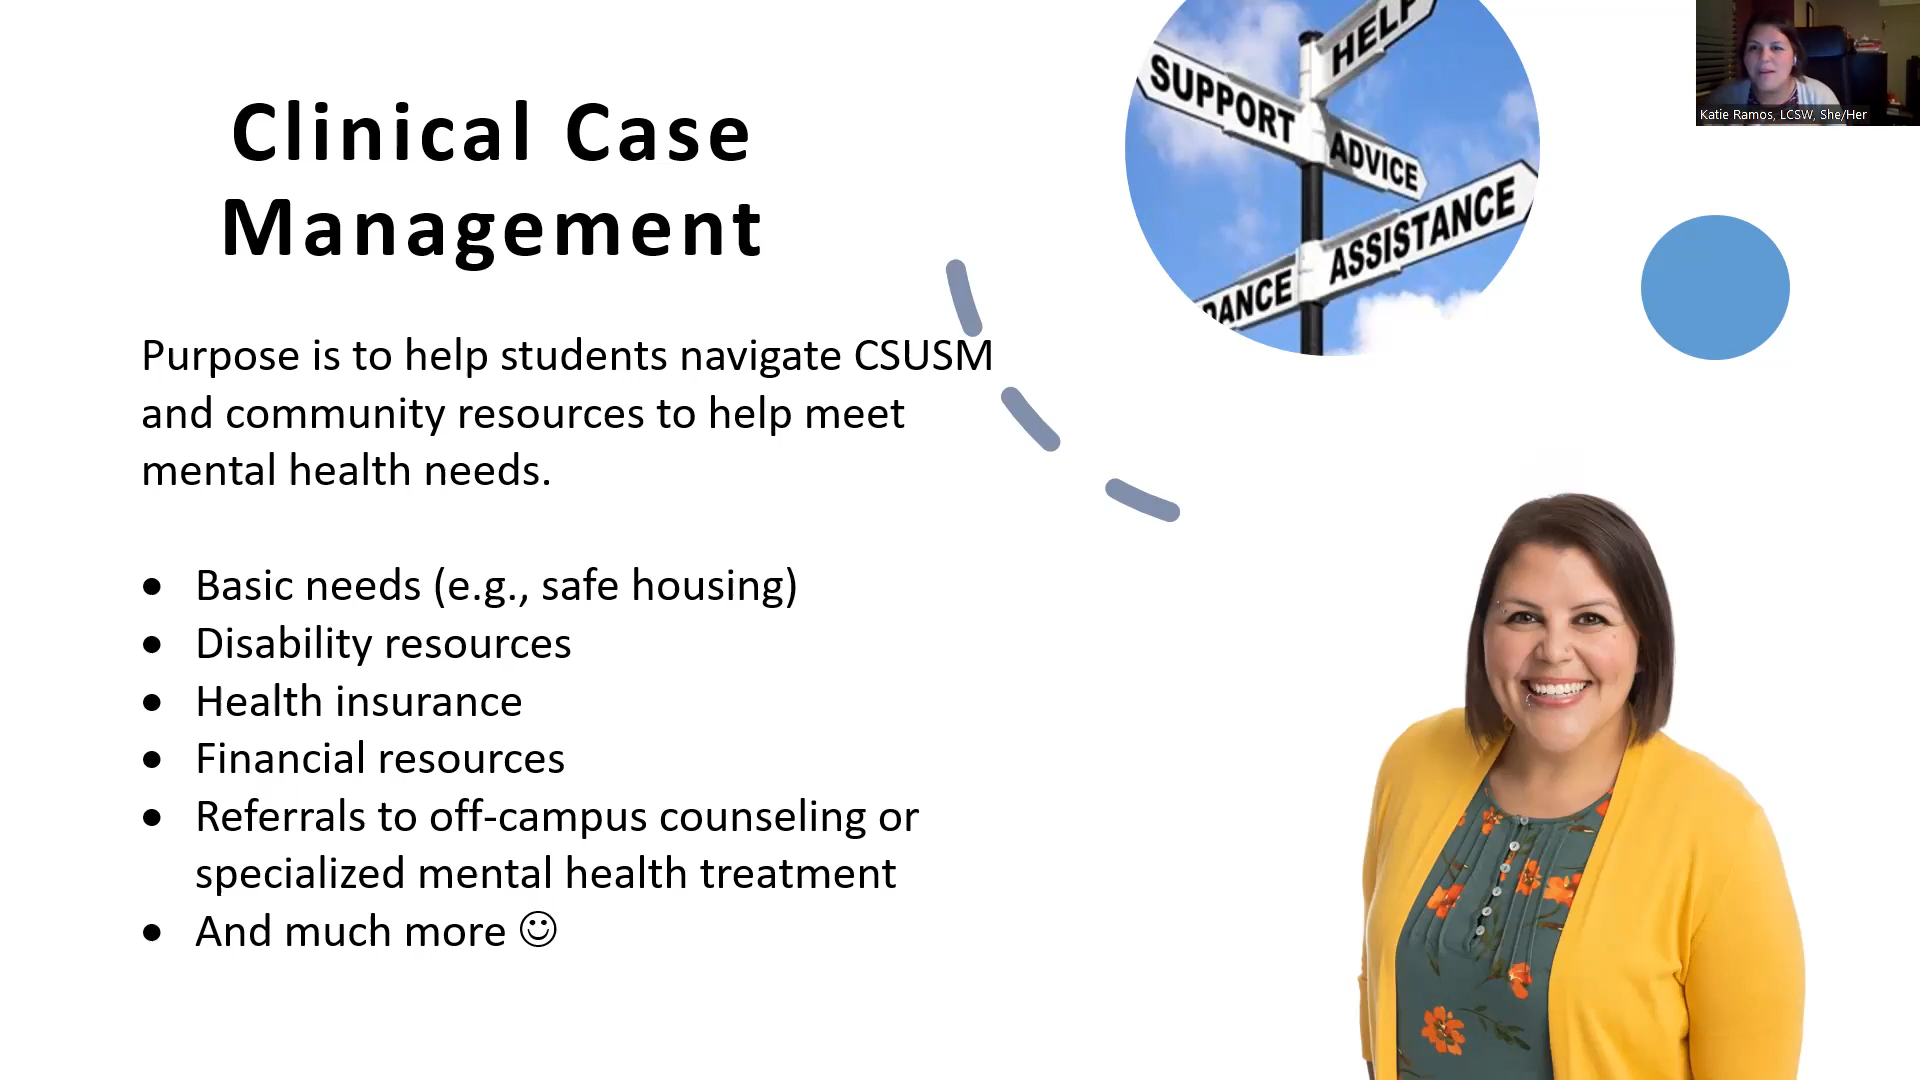 Clinical Case
Management
Purpose is to help students navigate CSUSM
and community resources to help meet
mental health needs.
• Basic needs (e.g., safe housing)
• Disability resources
• Health insurance
• Financial resources
• Referrals to off-campus counseling or
specialized mental health treatment
• And much more ☺
HELP
SUPPORT
ADVICE
ASSISTANCE
DANCE
Katie Ramos, LCSW, She/Her